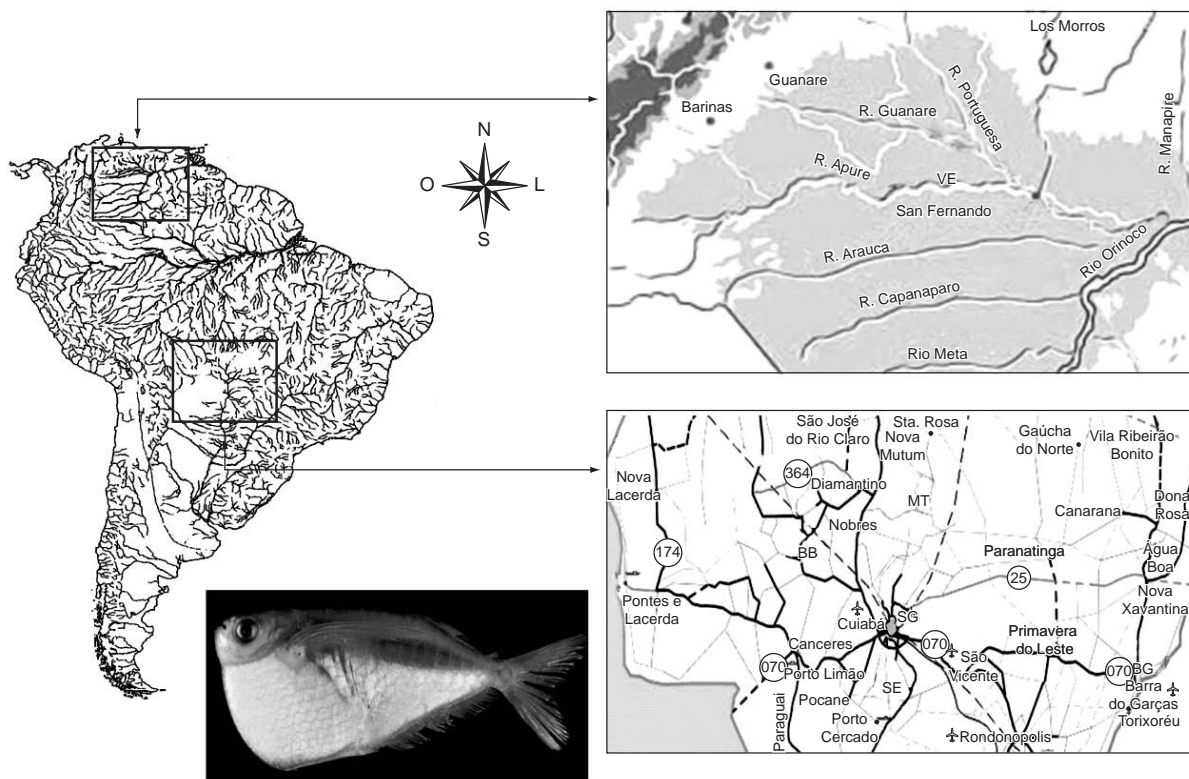 N
O
L
S
Los Morros
Guanare
Barinas
R. Guanare
R. Portuguesa
R. Manapire
R. Apure
VE
San Fernando
R. Arauca
Rio Orinoco
R. Capanaparo
Rio Meta
São José
do Rio Claro
Sta. Rosa
Nova
Mutum
Gaúcha
do Norte
Vila Ribeirão
Bonito
Nova
Lacerda
364
Diamantino
MT
Canarana
Dona
Rosa
Nobres
174
BB
Paranatinga
Água
Boa
25
Pontes e
Lacerda
Nova
Xavantina
Cuiabá
SG
Canceres
070
Primavera
do Leste
070
Porto Limão
São
Vicente
070
BG
Barra
do Garças
Torixoréu
SE
Pocane
Paraguai
Porto
Cercado
Rondonopolis